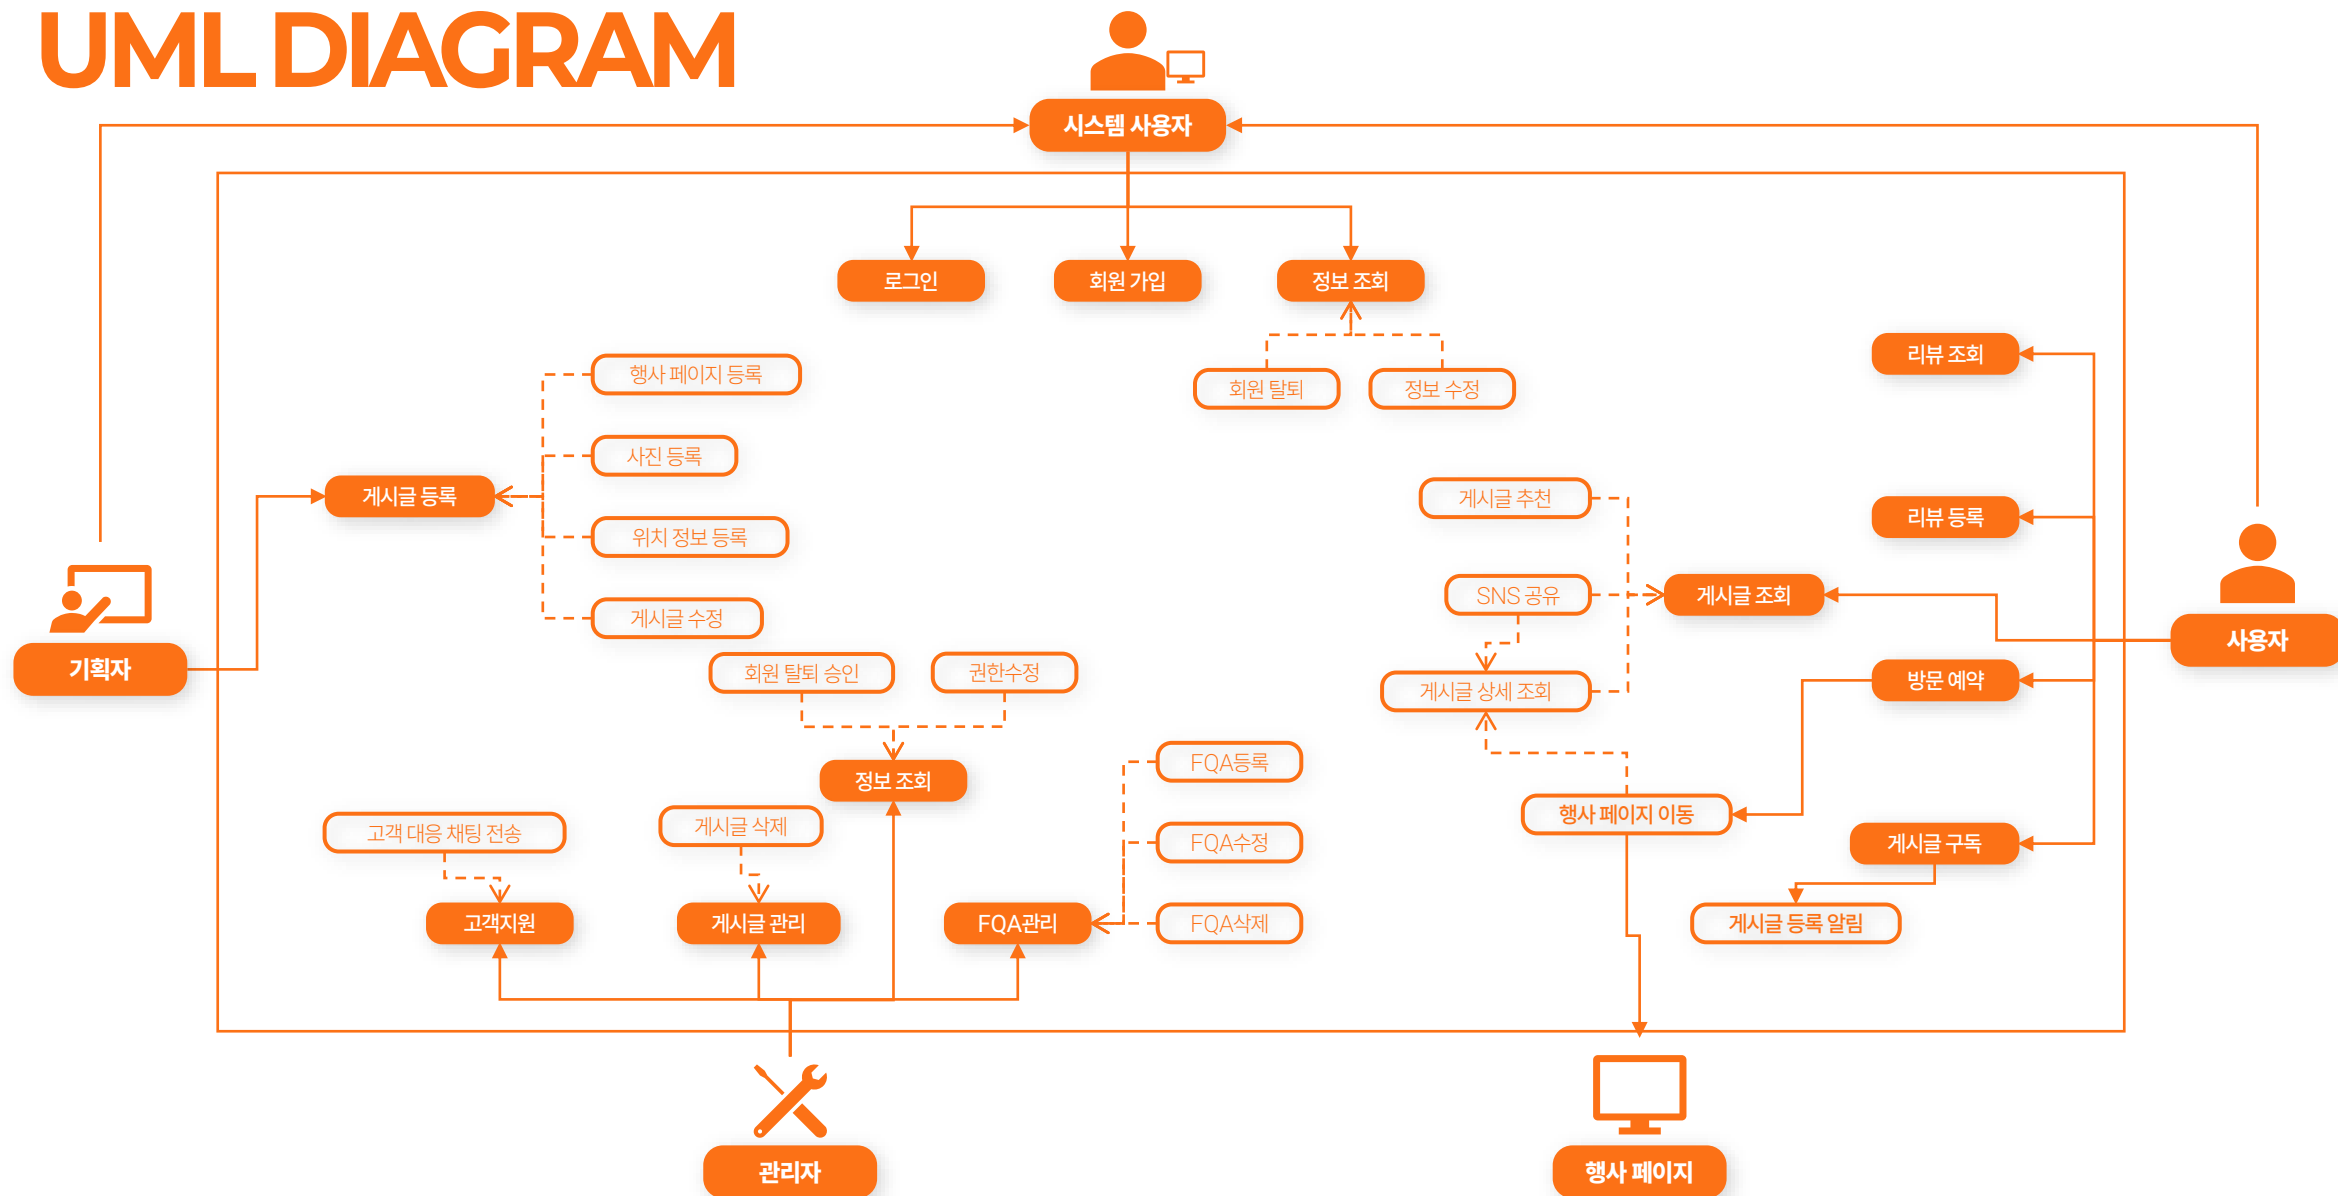 UML DIAGRAM
시스템 사용자
로그인
회원 가입
정보 조회
회원 탈퇴
정보 수정
행사 페이지 등록
사진 등록
게시글 등록
위치 정보 등록
게시글 수정
기획자
회원 탈퇴 승인
권한수정
정보 조회
고객 대응 채팅 전송
게시글 삭제
고객지원
게시글 관리
FQA관리
FQA등록
FQA수정
FQA삭제
관리자
리뷰 조회
리뷰 등록
게시글 추천
SNS 공유
게시글 조회
게시글 상세 조회
사용자
방문 예약
행사 페이지 이동
게시글 구독
게시글 등록 알림
행사 페이지